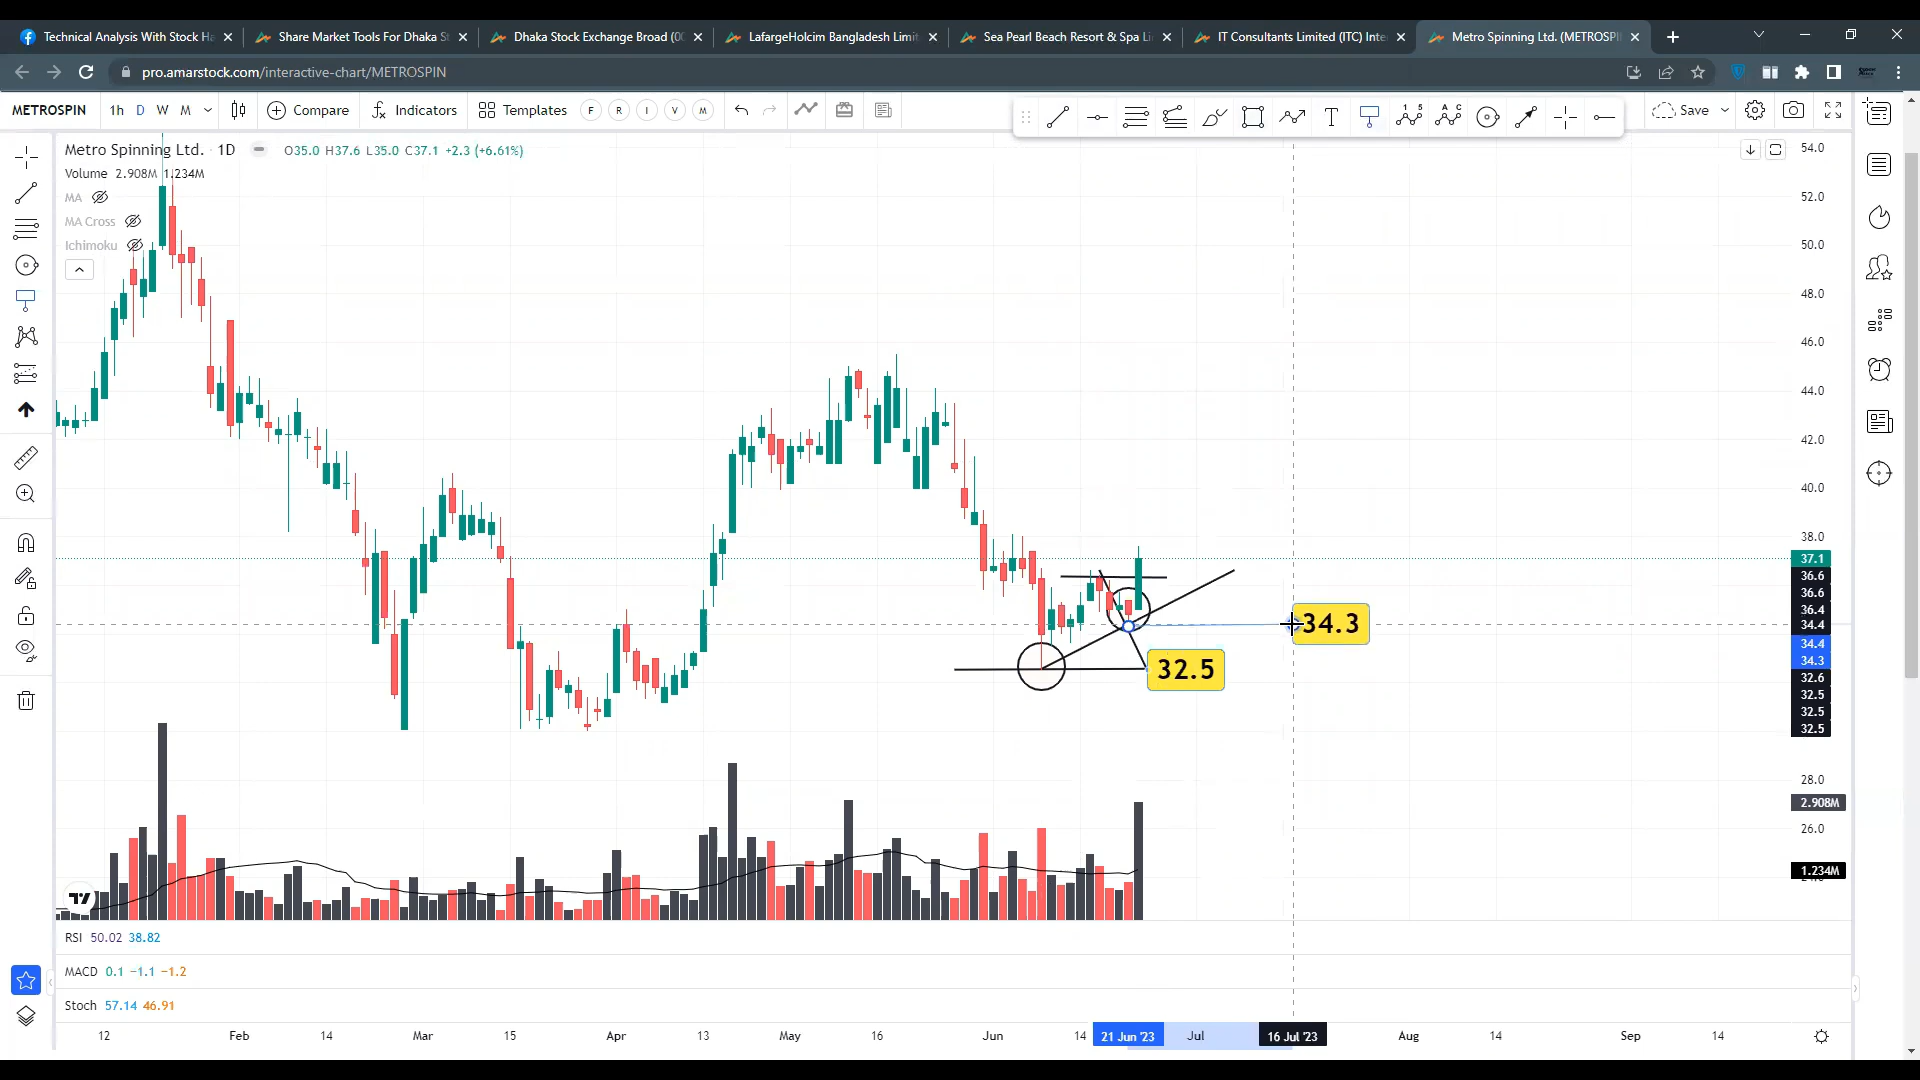 Technical Analysis With Stock Ha
Share Market Tools For Dhaka St
Dhaka Stock Exchange Broad (00
LafargeHolcim Bangladesh Limit
Sea Pearl Beach Resort & Spa Li
IT Consultants Limited (ITC) Inte
Metro Spinning Ltd. (METROSPI
pro.amarstock.com/interactive-chart/METROSPIN
METROSPIN 1h D W M Compare Indicators Templates F R I V M Save
Metro Spinning Ltd. · 1D O35.0 H37.6 L35.0 C37.1 +2.3 (+6.61%)
Volume 2.908M 1.234M
MA
MA Cross
Ichimoku
54.0
52.0
50.0
48.0
46.0
44.0
42.0
40.0
38.0
37.1
36.6
36.6
36.4
34.4
34.4
34.3
32.6
32.5
32.5
32.5
28.0
2.908M
26.0
1.234M
34.3
32.5
RSI 50.02 38.82
MACD 0.1 −1.1 −1.2
Stoch 57.14 46.91
12 Feb 14 Mar 15 Apr 13 May 16 Jun 14 21 Jun '23 Jul 16 Jul '23 Aug 14 Sep 14